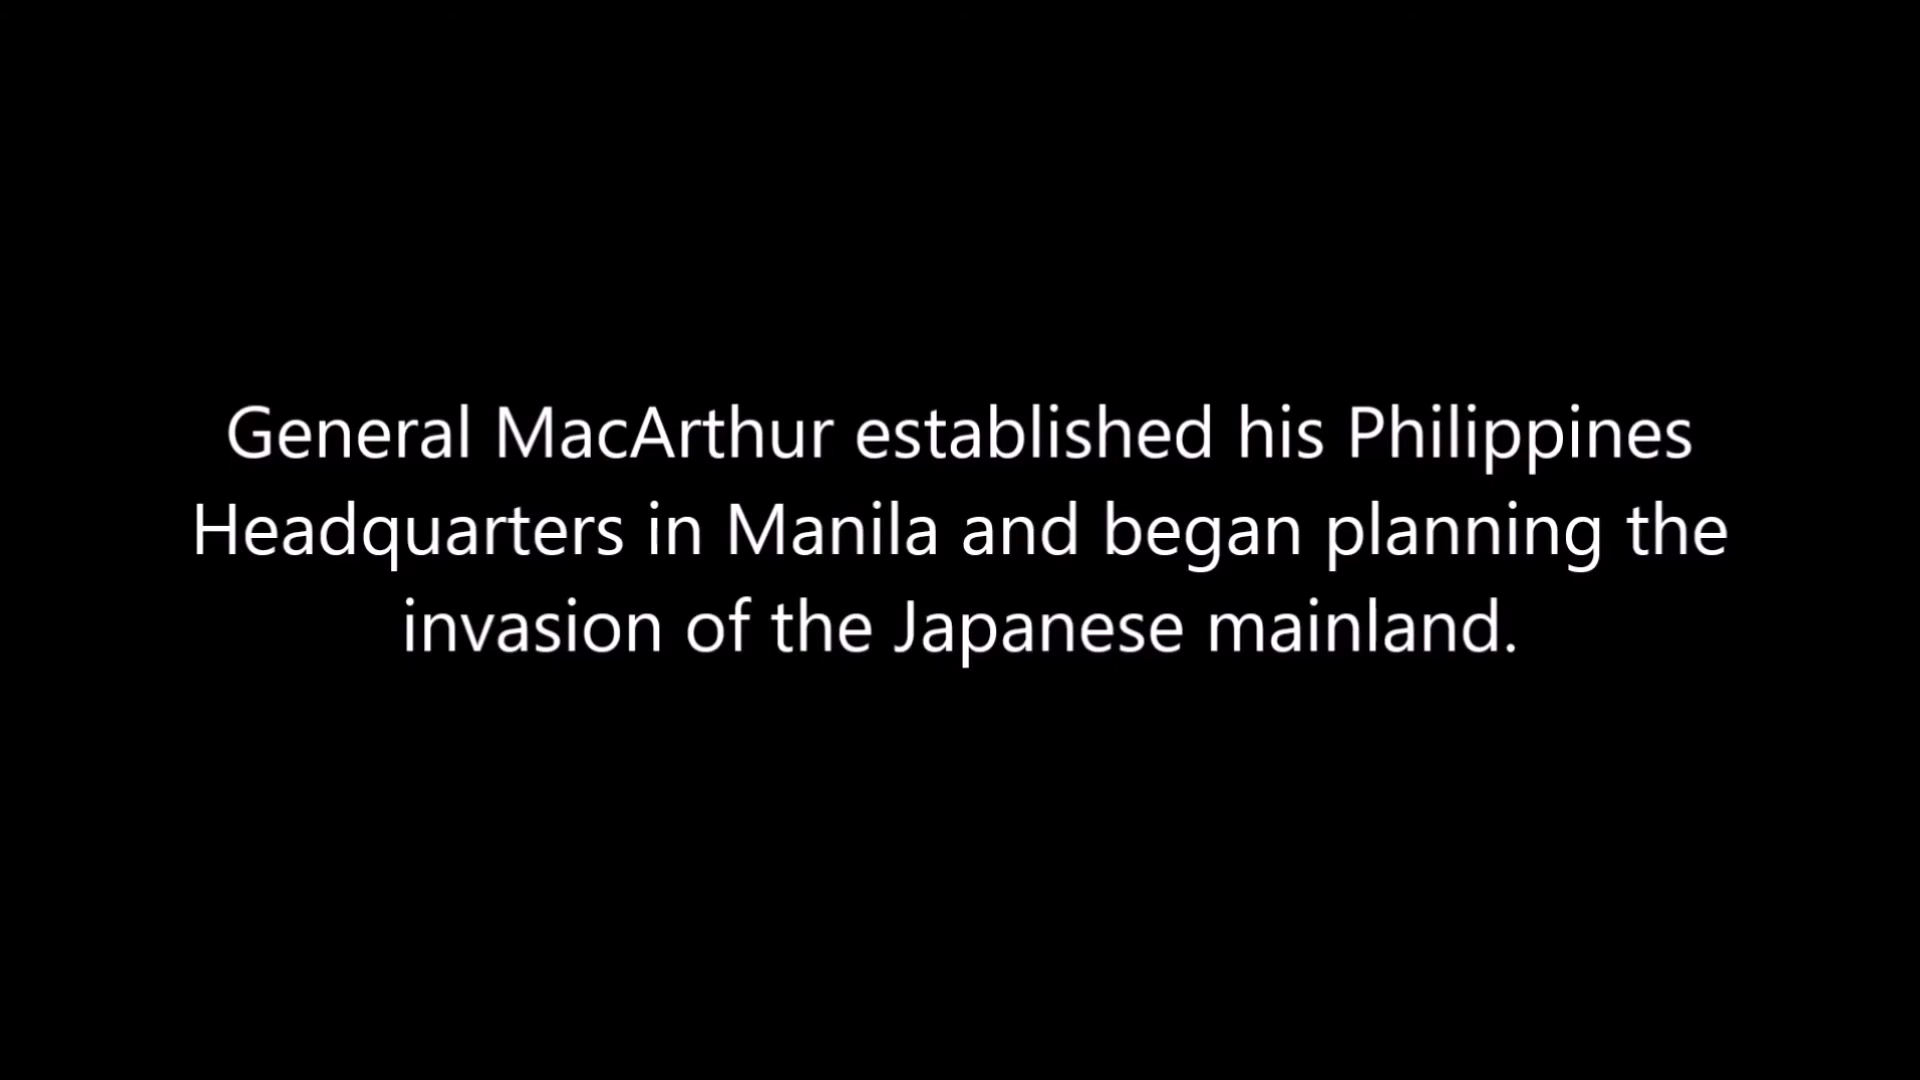 General MacArthur established his Philippines
Headquarters in Manila and began planning the
invasion of the Japanese mainland.